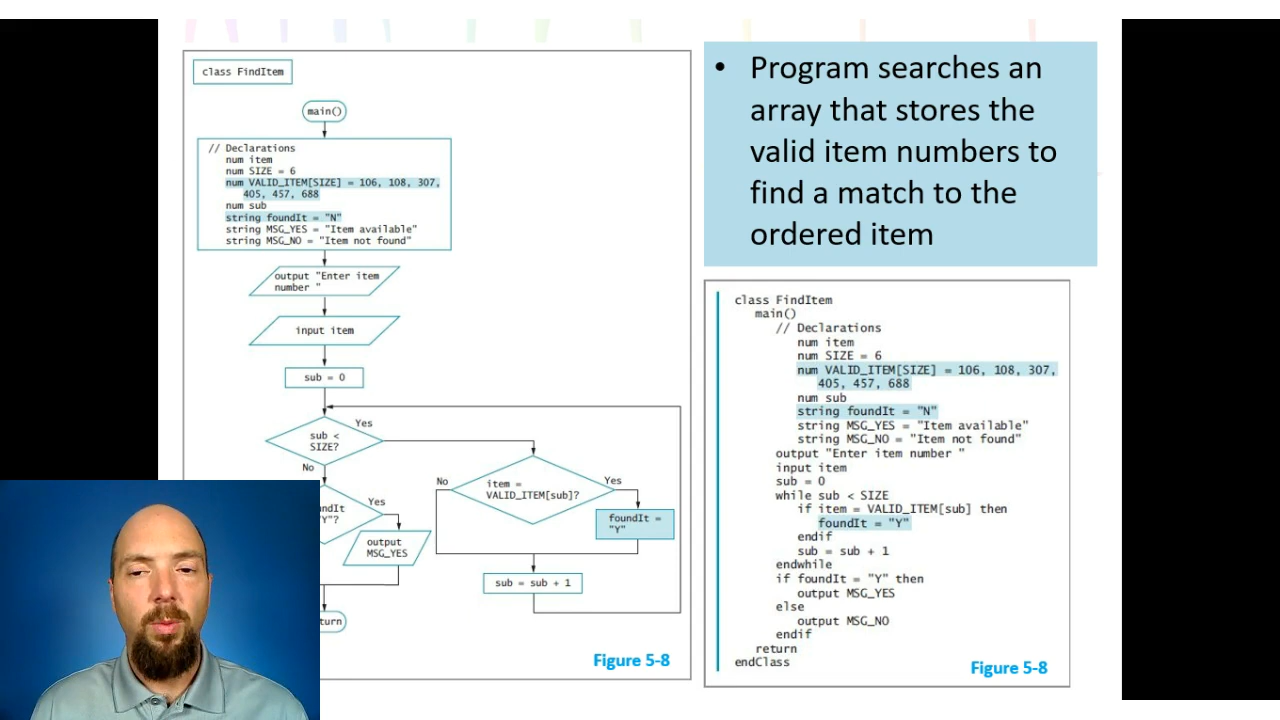 class FindItem
main()
// Declarations
num item
num SIZE = 6
num VALID_ITEM[SIZE] = 106, 108, 307,
405, 457, 688
num sub
string foundIt = "N"
string MSG_YES = "Item available"
string MSG_NO = "Item not found"
output "Enter item
number "
input item
sub = 0
sub <
SIZE?
Yes
No
item =
VALID_ITEM[sub]?
No
Yes
foundIt =
"Y"
sub = sub + 1
"Y"?
Yes
output
MSG_YES
Figure 5-8
• Program searches an
array that stores the
valid item numbers to
find a match to the
ordered item
class FindItem
main()
// Declarations
num item
num SIZE = 6
num VALID_ITEM[SIZE] = 106, 108, 307,
405, 457, 688
num sub
string foundIt = "N"
string MSG_YES = "Item available"
string MSG_NO = "Item not found"
output "Enter item number "
input item
sub = 0
while sub < SIZE
if item = VALID_ITEM[sub] then
foundIt = "Y"
endif
sub = sub + 1
endwhile
if foundIt = "Y" then
output MSG_YES
else
output MSG_NO
endif
return
endClass
Figure 5-8